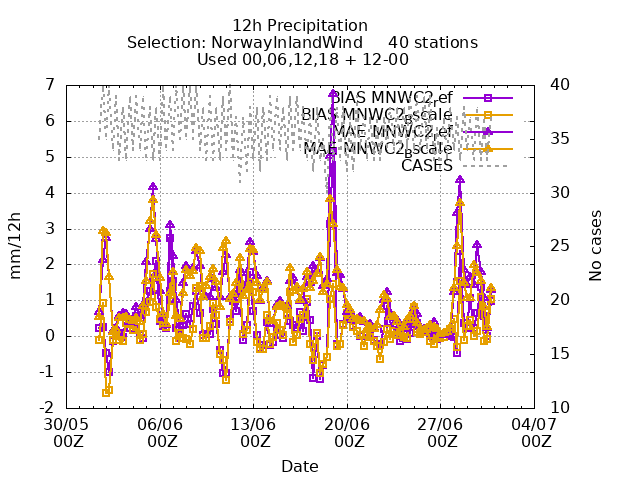 12h Precipitation
Selection: NorwayInlandWind 40 stations
Used 00,06,12,18 + 12-00
7 40
BIAS MNWC2ref
6 BIAS MNWC2Bscale 35
MAE MNWC2ref
5 MAE MNWC2Bscale
CASES
4 30
3 25
mm/12h No cases
2
1 20
0
-1 15
-2 10
30/05 06/06 13/06 20/06 27/06 04/07
00Z 00Z 00Z 00Z 00Z 00Z
Date